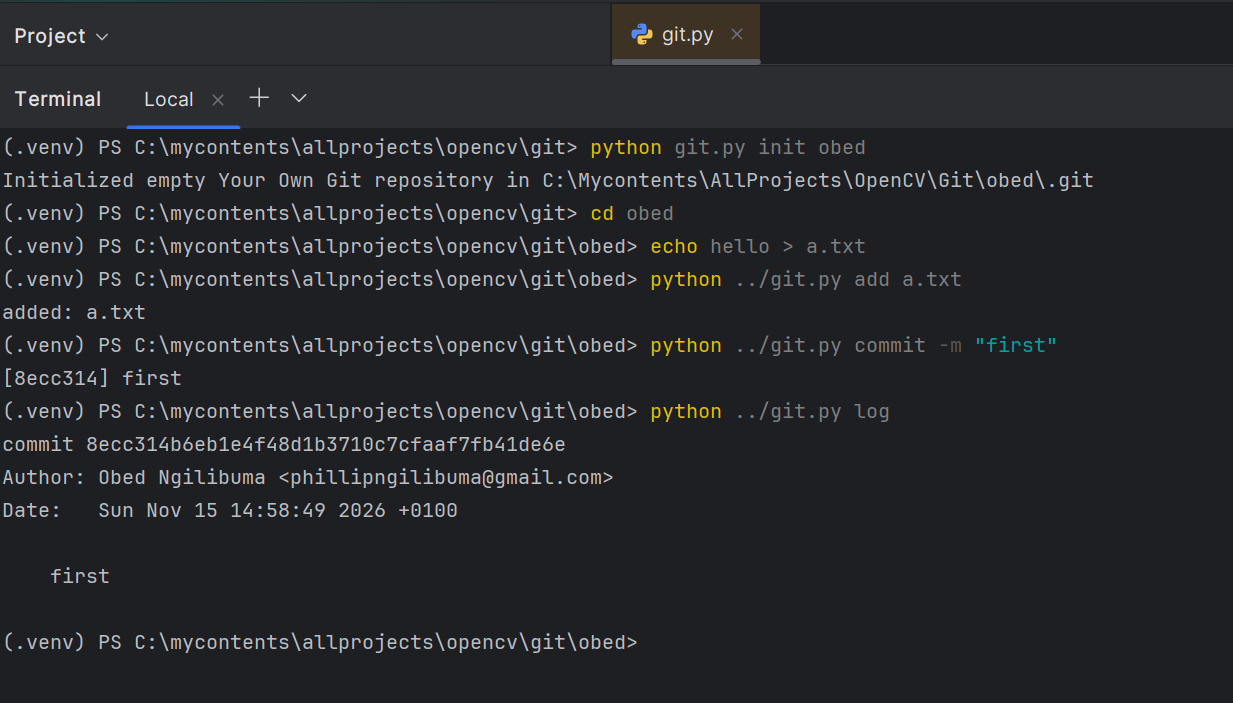 Project
git.py
Terminal Local
(.venv) PS C:\mycontents\allprojects\opencv\git> python git.py init obed
Initialized empty Your Own Git repository in C:\Mycontents\AllProjects\OpenCV\Git\obed\.git
(.venv) PS C:\mycontents\allprojects\opencv\git> cd obed
(.venv) PS C:\mycontents\allprojects\opencv\git\obed> echo hello > a.txt
(.venv) PS C:\mycontents\allprojects\opencv\git\obed> python ../git.py add a.txt
added: a.txt
(.venv) PS C:\mycontents\allprojects\opencv\git\obed> python ../git.py commit -m "first"
[8ecc314] first
(.venv) PS C:\mycontents\allprojects\opencv\git\obed> python ../git.py log
commit 8ecc314b6eb1e4f48d1b3710c7cfaaf7fb41de6e
Author: Obed Ngilibuma <phillipngilibuma@gmail.com>
Date:   Sun Nov 15 14:58:49 2026 +0100
    first
(.venv) PS C:\mycontents\allprojects\opencv\git\obed>